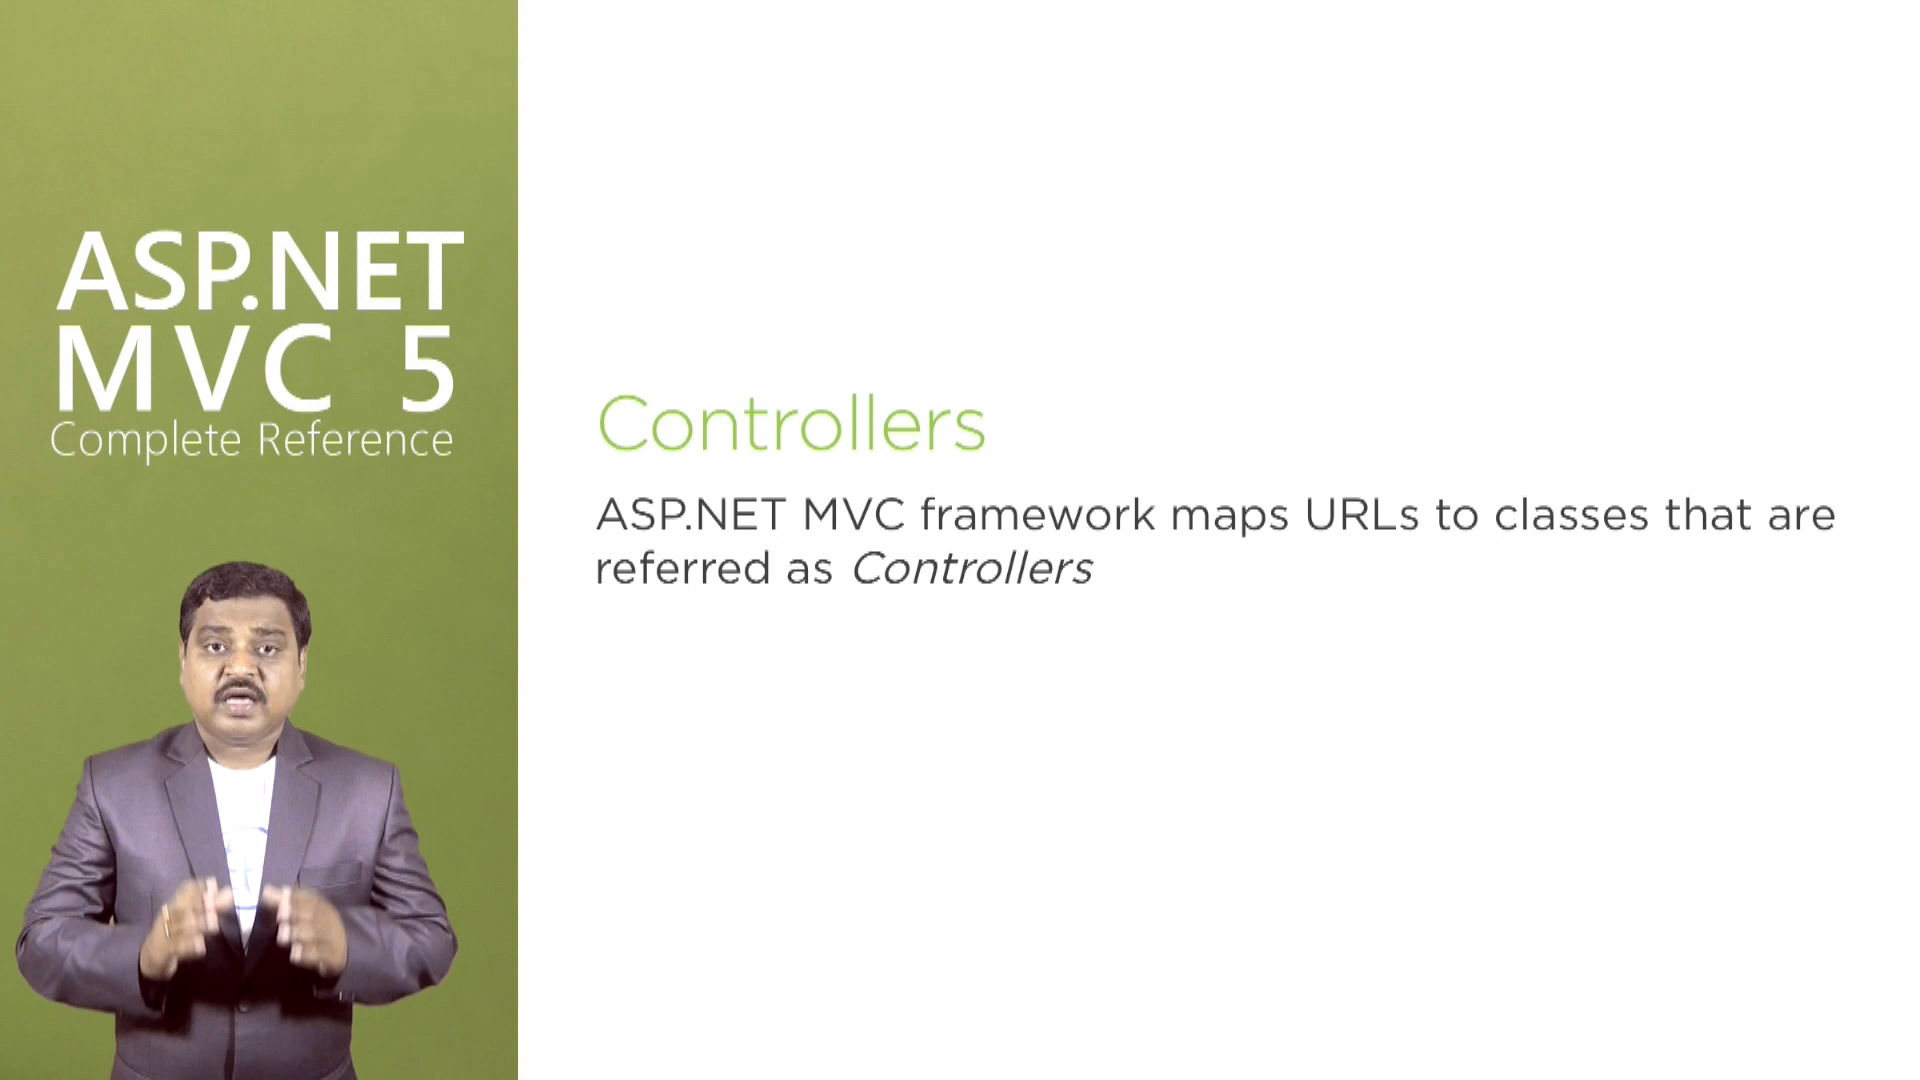 ASP.NET
MVC 5
Complete Reference
Controllers
ASP.NET MVC framework maps URLs to classes that are
referred as Controllers